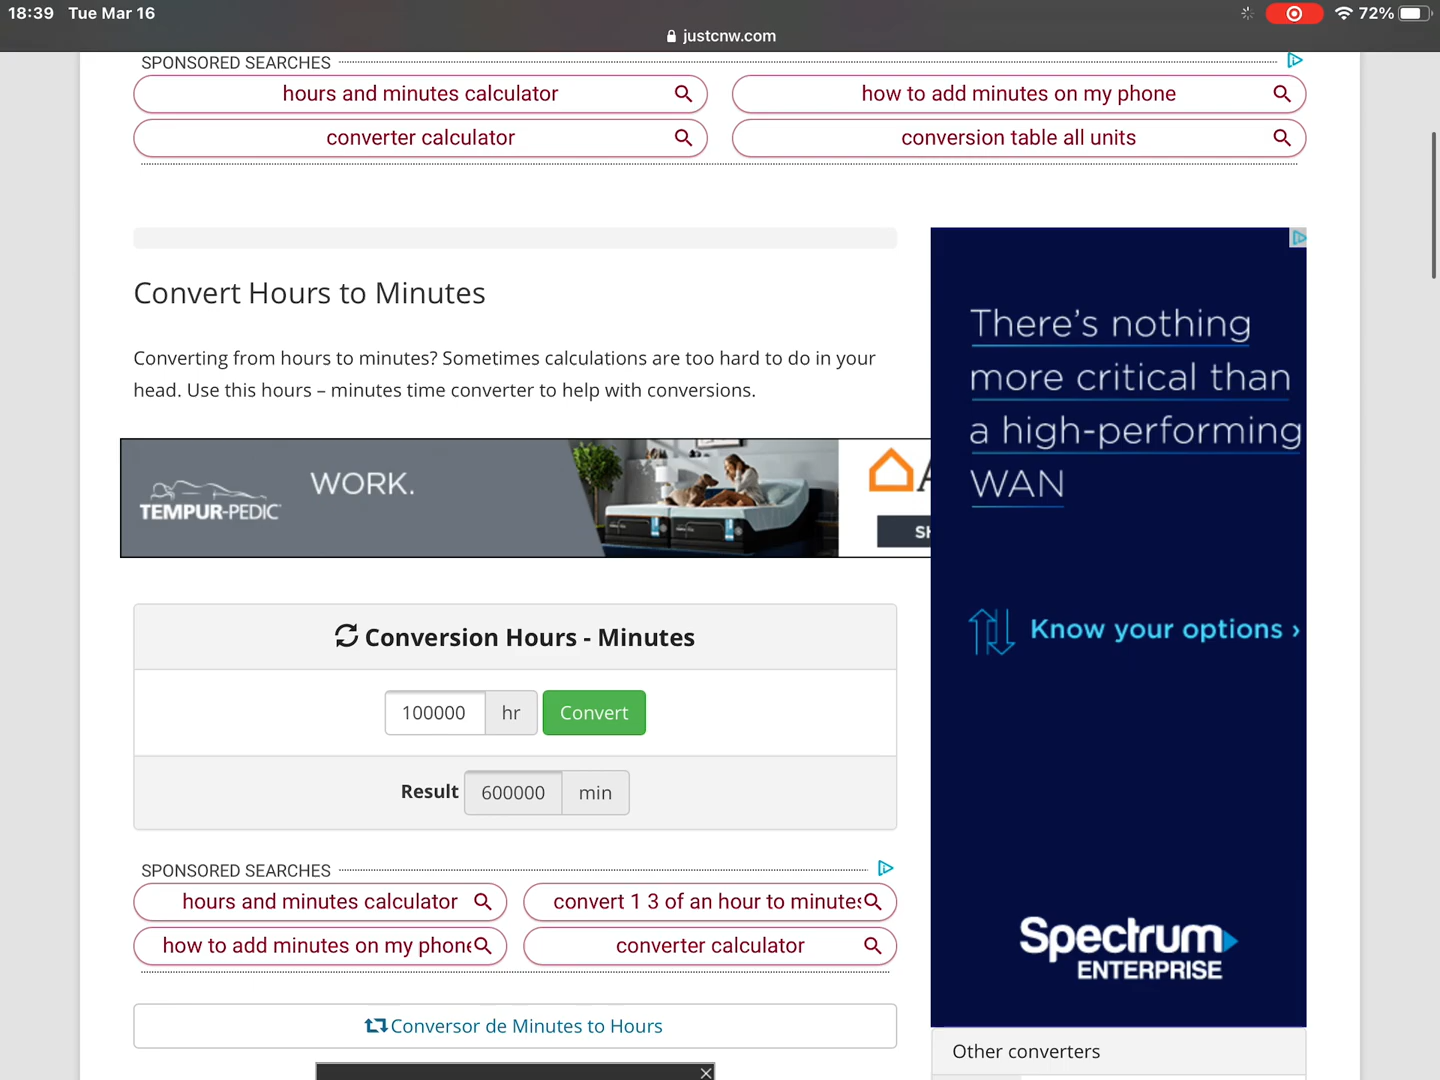 18:39 Tue Mar 16
72%
justcnw.com
SPONSORED SEARCHES
hours and minutes calculator
how to add minutes on my phone
converter calculator
conversion table all units
Convert Hours to Minutes
Converting from hours to minutes? Sometimes calculations are too hard to do in your
head. Use this hours – minutes time converter to help with conversions.
TEMPUR-PEDIC
WORK.
A
SH
Conversion Hours - Minutes
100000 hr Convert
Result 600000 min
SPONSORED SEARCHES
hours and minutes calculator
convert 1 3 of an hour to minutes
how to add minutes on my phone
converter calculator
Conversor de Minutes to Hours
There's nothing
more critical than
a high-performing
WAN
Know your options ›
Spectrum
ENTERPRISE
Other converters